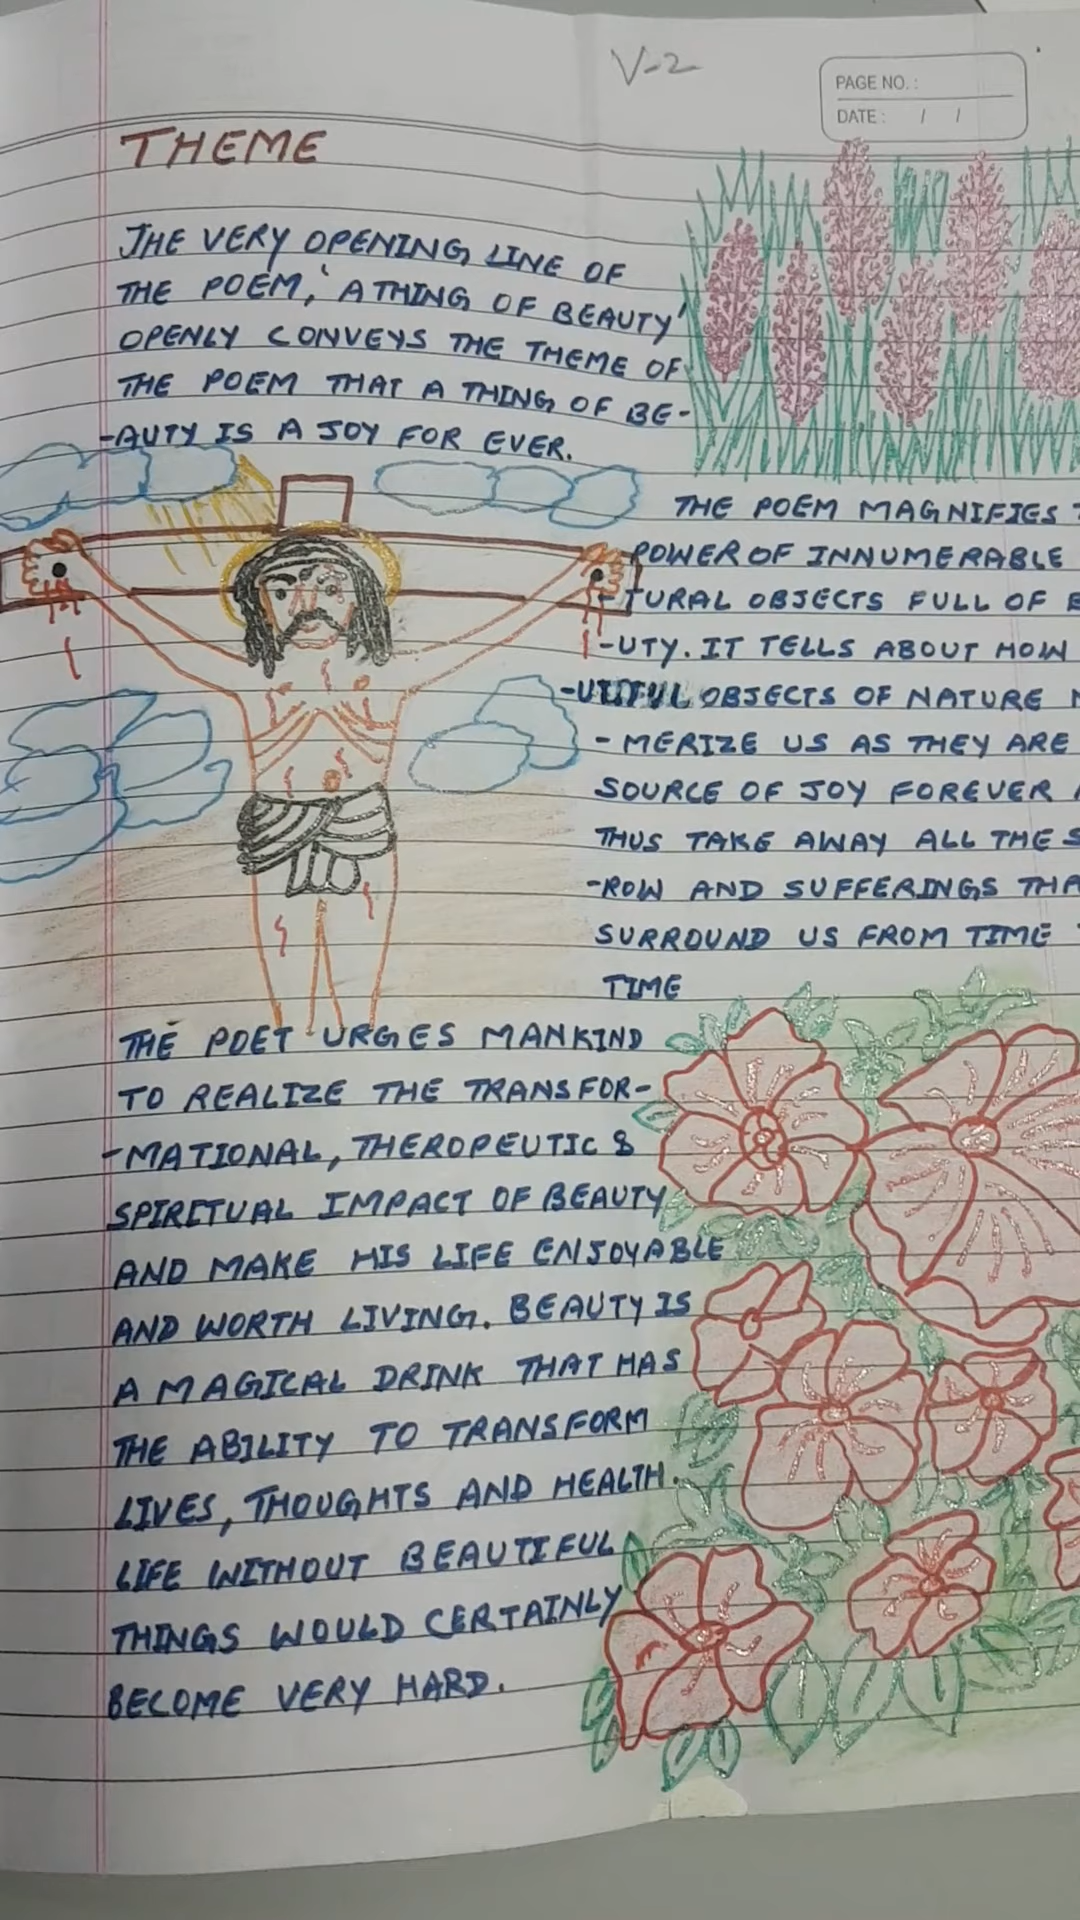 V-2
PAGE NO. :
DATE : / /
THEME
THE VERY OPENING LINE OF
THE POEM, 'A THING OF BEAUTY'
OPENLY CONVEYS THE THEME OF
THE POEM THAT A THING OF BE-
-AUTY IS A JOY FOR EVER.
THE POEM MAGNIFIES
POWER OF INNUMERABLE
-TURAL OBJECTS FULL OF
-UTY. IT TELLS ABOUT HOW
OBJECTS OF NATURE
-MERIZE US AS THEY ARE
SOURCE OF JOY FOREVER
THUS TAKE AWAY ALL THE
-ROW AND SUFFERINGS
SURROUND US FROM TIME
TIME
THE POET URGES MANKIND
TO REALIZE THE TRANSFOR-
-MATIONAL, THEROPEUTIC &
SPIRITUAL IMPACT OF BEAUTY
AND MAKE HIS LIFE ENJOYABLE
AND WORTH LIVING. BEAUTY IS
A MAGICAL DRINK THAT HAS
THE ABILITY TO TRANSFORM
LIVES, THOUGHTS AND HEALTH.
LIFE WITHOUT BEAUTIFUL
THINGS WOULD CERTAINLY
BECOME VERY HARD.